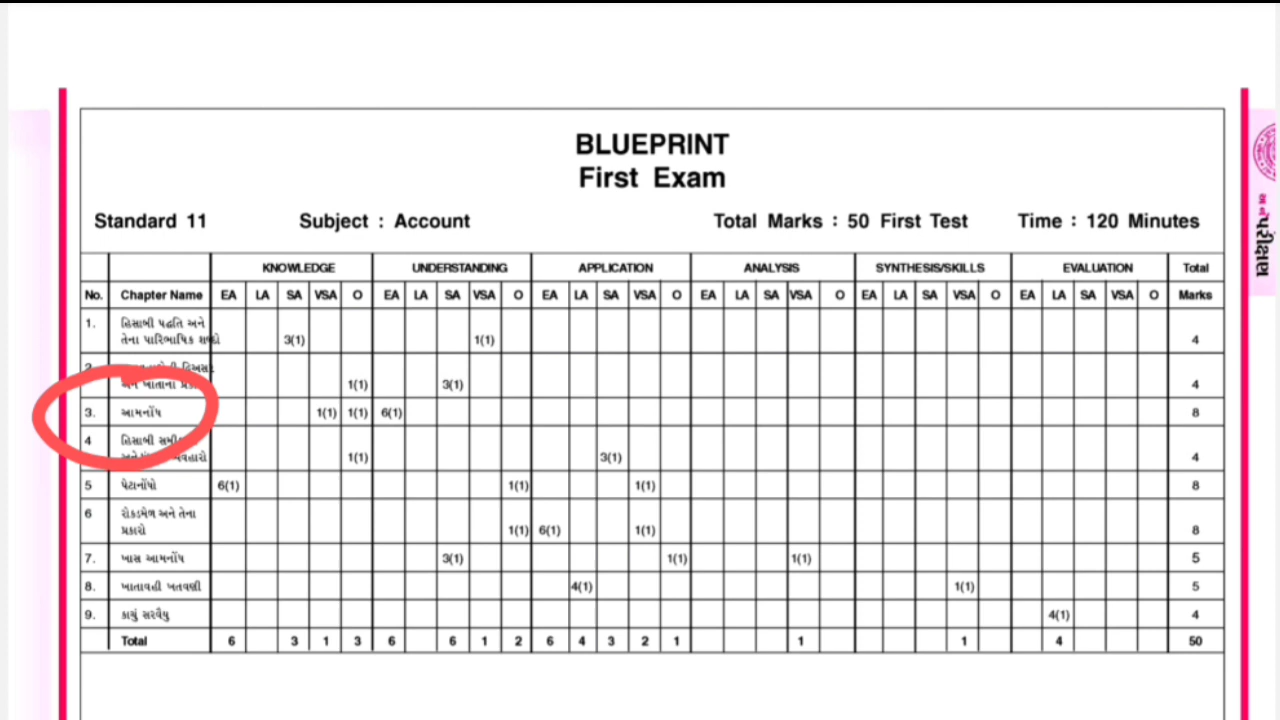 BLUEPRINT
First Exam
Standard 11 Subject : Account Total Marks : 50 First Test Time : 120 Minutes
KNOWLEDGE UNDERSTANDING APPLICATION ANALYSIS SYNTHESIS/SKILLS EVALUATION Total
No. Chapter Name EA LA SA VSA O EA LA SA VSA O EA LA SA VSA O EA LA SA VSA O EA LA SA VSA O EA LA SA VSA O Marks
1. હિસાબી પદ્ધતિ અને
તેના પારિભાષિક શબ્દો 3(1) 1(1) 4
2.
અને ખાતાના 1(1) 3(1) 4
3. આમનોંધ 1(1) 1(1) 6(1) 8
4 હિસાબી
1(1) 3(1) 4
5 પેટાનોંધો 6(1) 1(1) 1(1) 8
6 રોકડમેળ અને તેના
પ્રકારો 1(1) 6(1) 1(1) 8
7. ખાસ આમનોંધ 3(1) 1(1) 1(1) 5
8. ખાતાવહી ખતવણી 4(1) 1(1) 5
9. કાચું સરવૈયુ 4(1) 4
Total 6 3 1 3 6 6 1 2 6 4 3 2 1 1 1 4 50
અને પરીક્ષણ